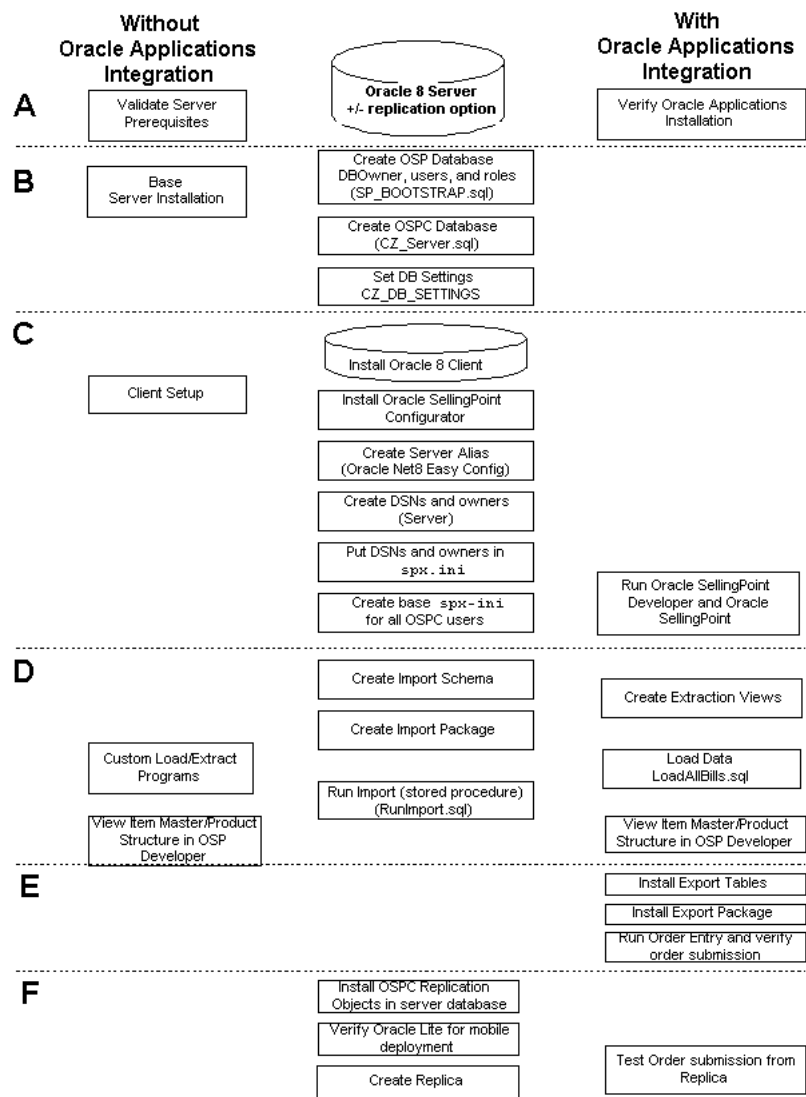 Without
Oracle Applications
Integration
With
Oracle Applications
Integration
A
Validate Server
Prerequisites
Oracle 8 Server
+/- replication option
Verify Oracle Applications
Installation
B
Base
Server Installation
Create OSP Database
DBOwner, users, and roles
(SP_BOOTSTRAP.sql)
Create OSPC Database
(CZ_Server.sql)
Set DB Settings
CZ_DB_SETTINGS
C
Install Oracle 8 Client
Client Setup
Install Oracle SellingPoint
Configurator
Create Server Alias
(Oracle Net8 Easy Config)
Create DSNs and owners
(Server)
Put DSNs and owners in
spx.ini
Create base spx-ini
for all OSPC users
Run Oracle SellingPoint
Developer and Oracle
SellingPoint
D
Create Import Schema
Create Extraction Views
Create Import Package
Custom Load/Extract
Programs
Load Data
LoadAllBills.sql
Run Import (stored procedure)
(RunImport.sql)
View Item Master/Product
Structure in OSP
Developer
View Item Master/Product
Structure in OSP Developer
E
Install Export Tables
Install Export Package
Run Order Entry and verify
order submission
F
Install OSPC Replication
Objects in server database
Verify Oracle Lite for mobile
deployment
Create Replica
Test Order submission from
Replica